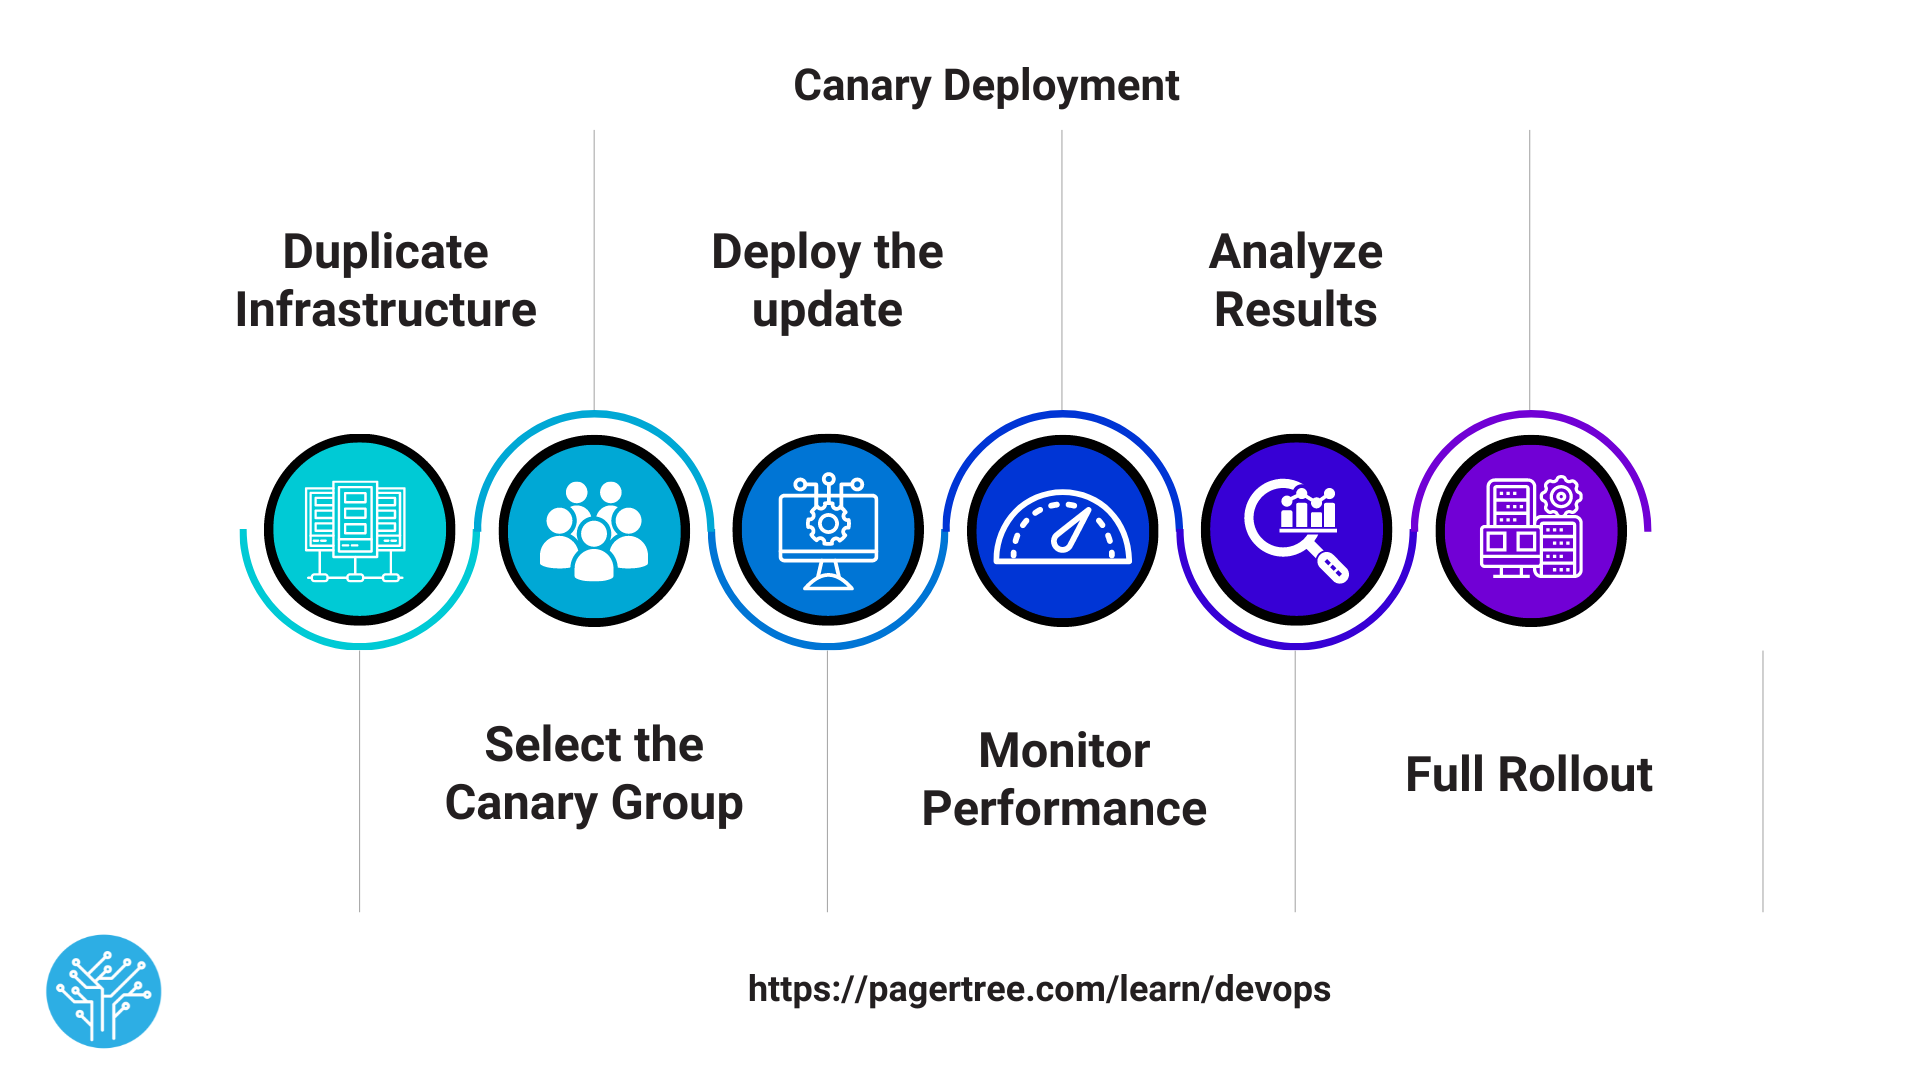 Canary Deployment
Duplicate
Infrastructure
Select the
Canary Group
Deploy the
update
Monitor
Performance
Analyze
Results
Full Rollout
https://pagertree.com/learn/devops